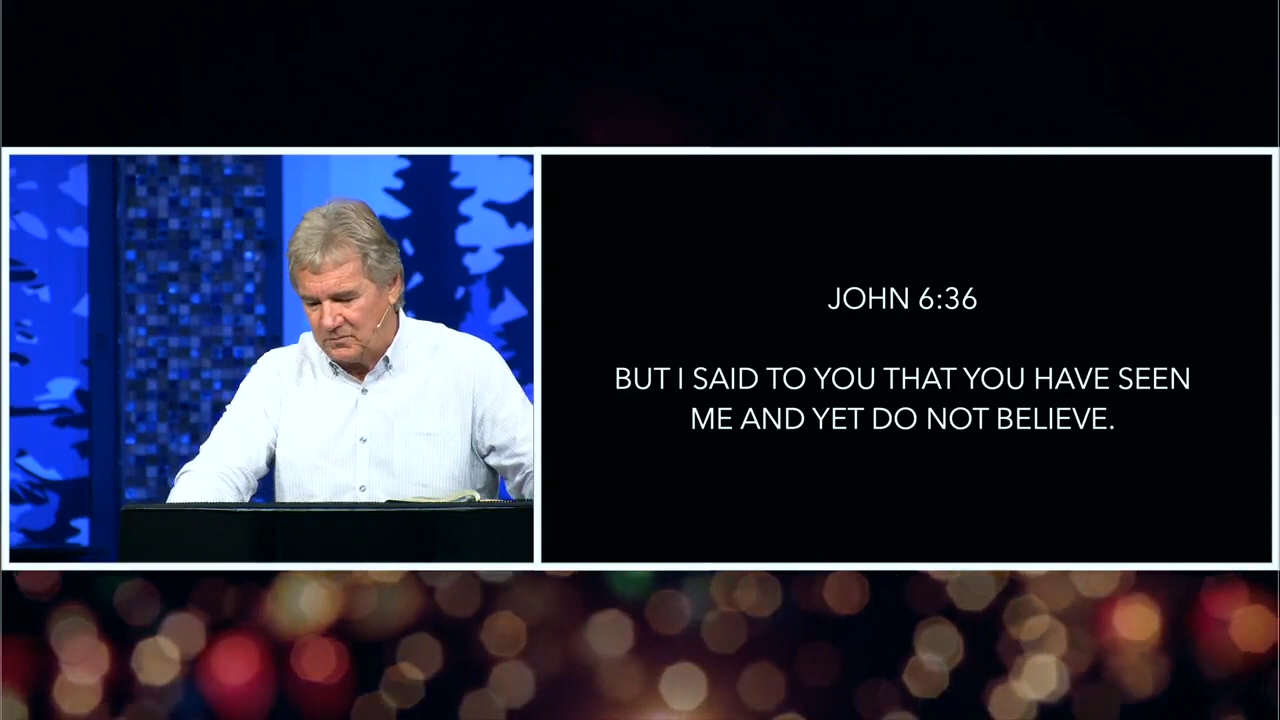 JOHN 6:36
BUT I SAID TO YOU THAT YOU HAVE SEEN
ME AND YET DO NOT BELIEVE.